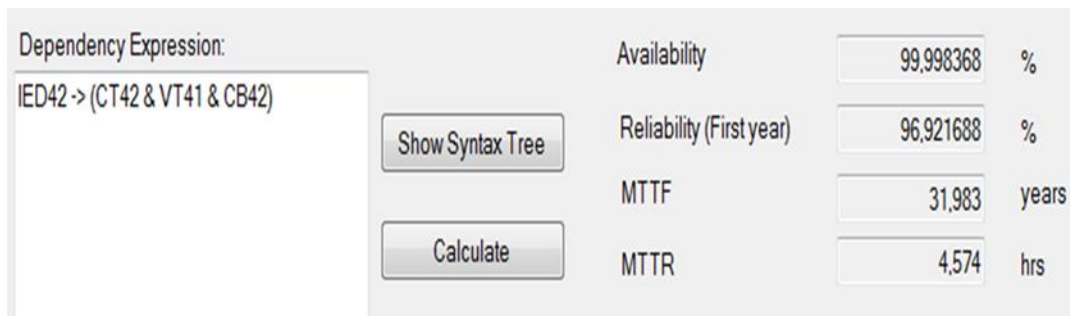 Dependency Expression:
IED42 -> (CT42 & VT41 & CB42)
Show Syntax Tree
Calculate
Availability 99,998368 %
Reliability (First year) 96,921688 %
MTTF 31,983 years
MTTR 4,574 hrs